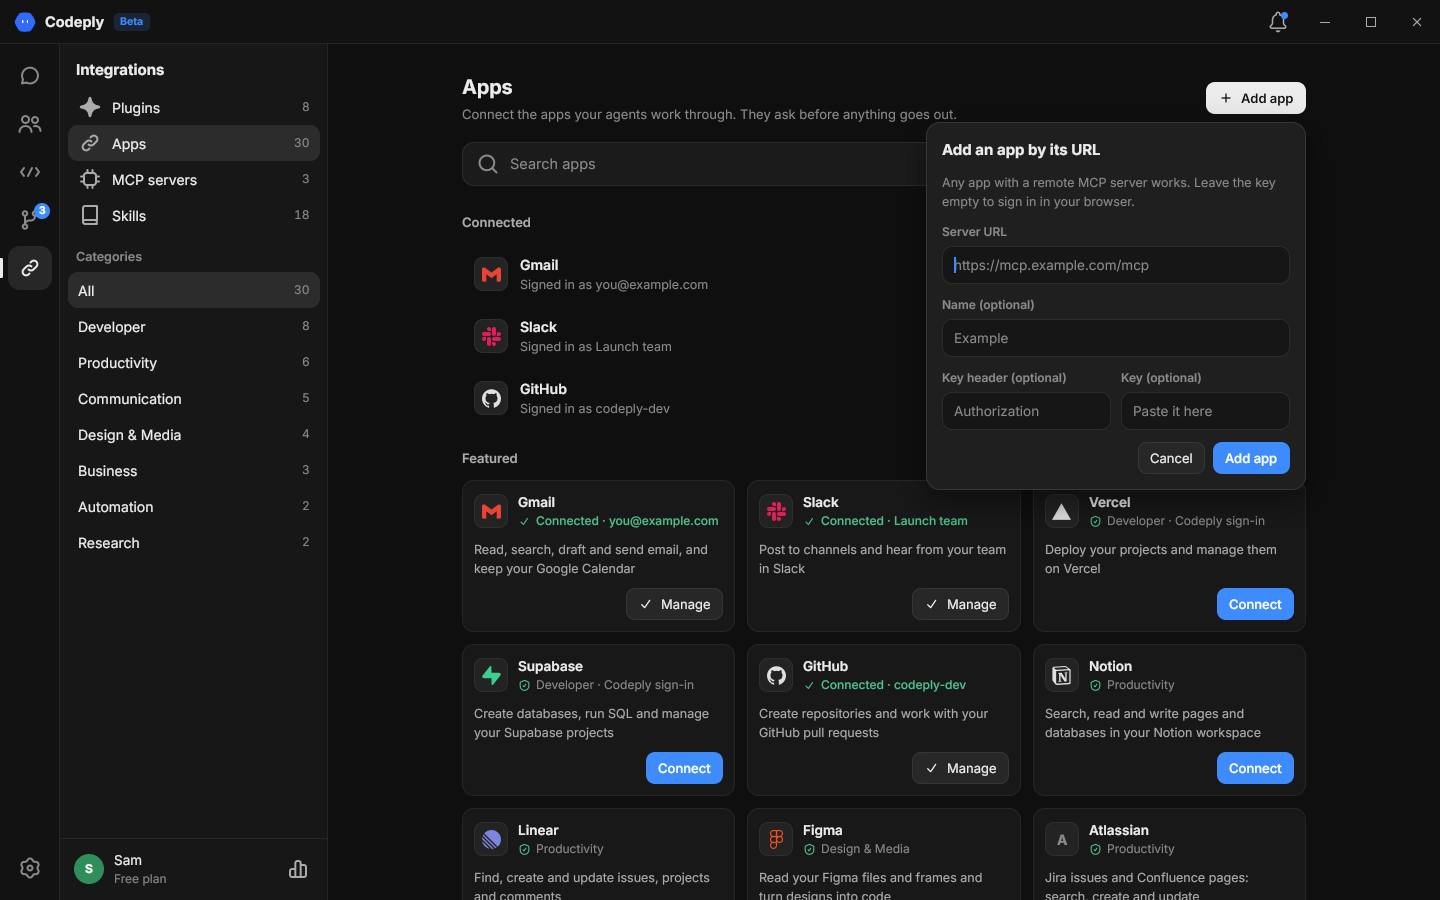 Codeply Beta
Integrations
Plugins 8
Apps 30
MCP servers 3
Skills 18
3
Categories
All 30
Developer 8
Productivity 6
Communication 5
Design & Media 4
Business 3
Automation 2
Research 2
S
Sam
Free plan
Apps
Connect the apps your agents work through. They ask before anything goes out.
+ Add app
Search apps
Connected
Gmail
Signed in as you@example.com
Slack
Signed in as Launch team
GitHub
Signed in as codeply-dev
Add an app by its URL
Any app with a remote MCP server works. Leave the key
empty to sign in in your browser.
Server URL
https://mcp.example.com/mcp
Name (optional)
Example
Key header (optional) Key (optional)
Authorization Paste it here
Cancel Add app
Featured
Gmail
Connected · you@example.com
Read, search, draft and send email, and
keep your Google Calendar
Manage
Slack
Connected · Launch team
Post to channels and hear from your team
in Slack
Manage
Vercel
Developer · Codeply sign-in
Deploy your projects and manage them
on Vercel
Connect
Supabase
Developer · Codeply sign-in
Create databases, run SQL and manage
your Supabase projects
Connect
GitHub
Connected · codeply-dev
Create repositories and work with your
GitHub pull requests
Manage
Notion
Productivity
Search, read and write pages and
databases in your Notion workspace
Connect
Linear
Productivity
Find, create and update issues, projects
and comments
Figma
Design & Media
Read your Figma files and frames and
turn designs into code
A
Atlassian
Productivity
Jira issues and Confluence pages:
search, create and update